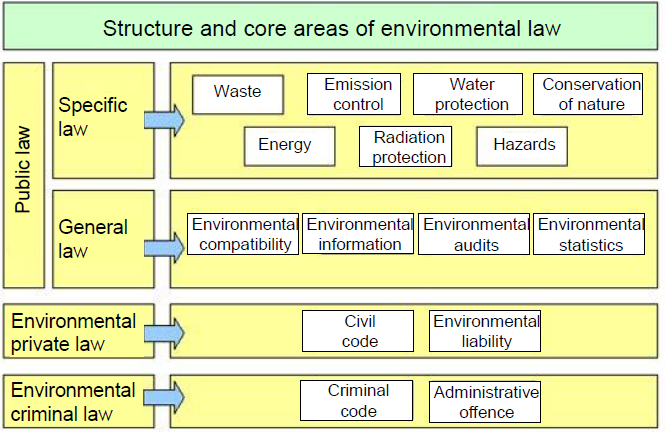 Structure and core areas of environmental law
Public law
Specific
law
Waste
Emission
control
Water
protection
Conservation
of nature
Energy
Radiation
protection
Hazards
General
law
Environmental
compatibility
Environmental
information
Environmental
audits
Environmental
statistics
Environmental
private law
Civil
code
Environmental
liability
Environmental
criminal law
Criminal
code
Administrative
offence